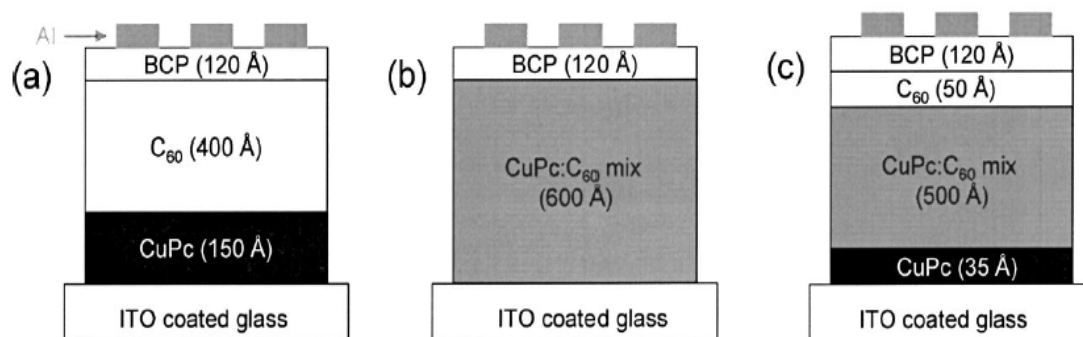 Al
(a)
BCP (120 Å)
C₆₀ (400 Å)
CuPc (150 Å)
ITO coated glass
(b)
BCP (120 Å)
CuPc:C₆₀ mix
(600 Å)
ITO coated glass
(c)
BCP (120 Å)
C₆₀ (50 Å)
CuPc:C₆₀ mix
(500 Å)
CuPc (35 Å)
ITO coated glass